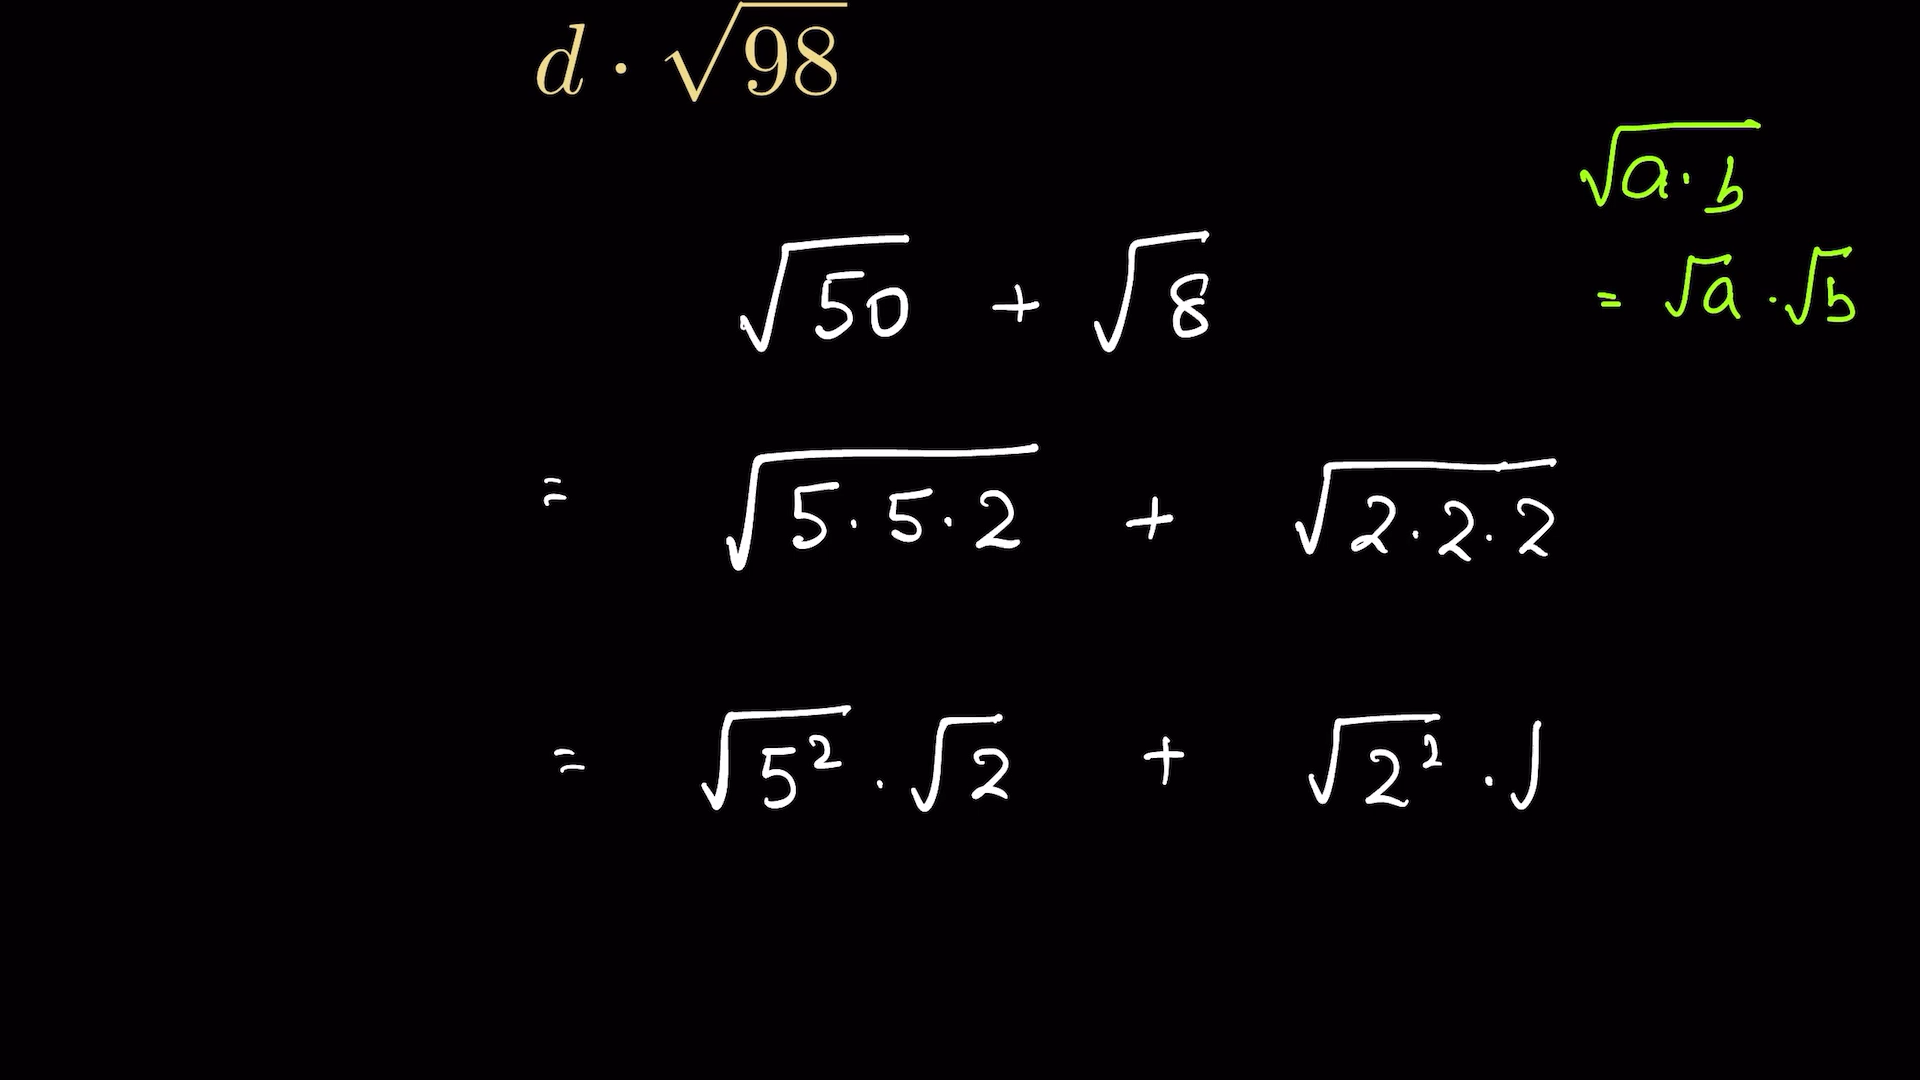 d · √98
√a·b
= √a · √b
√50 + √8
= √5·5·2 + √2·2·2
= √5² · √2 + √2² · √